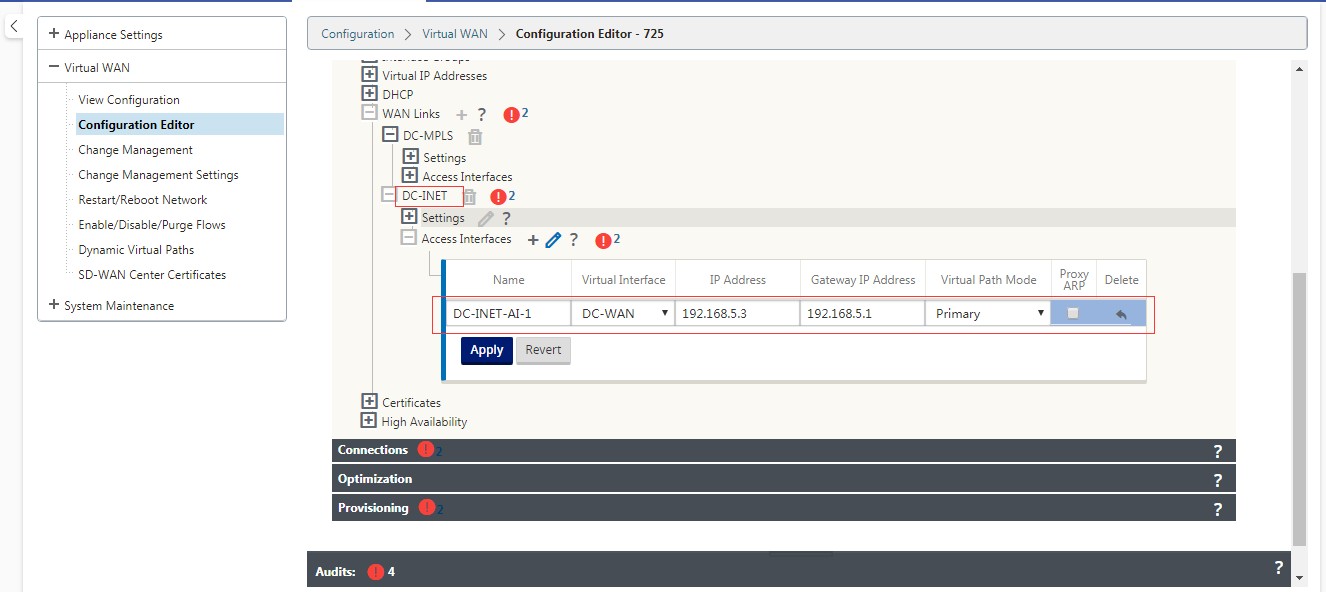 Appliance Settings
Virtual WAN
View Configuration
Configuration Editor
Change Management
Change Management Settings
Restart/Reboot Network
Enable/Disable/Purge Flows
Dynamic Virtual Paths
SD-WAN Center Certificates
System Maintenance
Configuration > Virtual WAN > Configuration Editor - 725
Interface Groups
Virtual IP Addresses
DHCP
WAN Links + ? ! 2
DC-MPLS
Settings
Access Interfaces
DC-INET ! 2
Settings ?
Access Interfaces + ? ! 2
Name Virtual Interface IP Address Gateway IP Address Virtual Path Mode Proxy ARP Delete
DC-INET-AI-1 DC-WAN 192.168.5.3 192.168.5.1 Primary
Apply Revert
Certificates
High Availability
Connections ! 2 ?
Optimization ?
Provisioning ! 2 ?
Audits: ! 4 ?